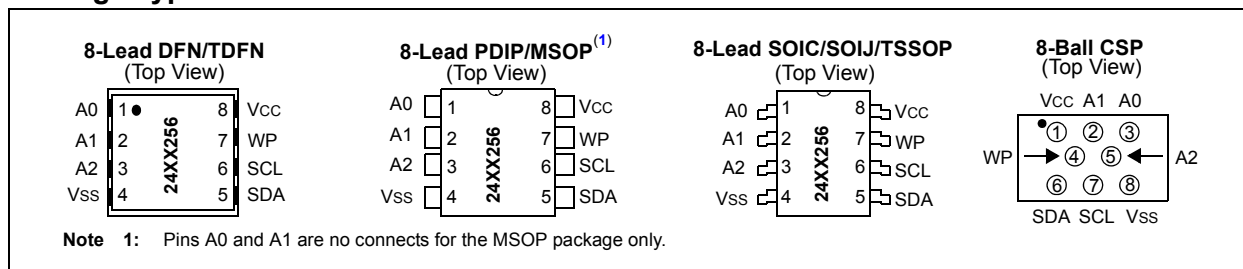 8-Lead DFN/TDFN
(Top View)
A0 1 8 VCC
A1 2 7 WP
A2 3 6 SCL
VSS 4 5 SDA
24XX256
8-Lead PDIP/MSOP(1)
(Top View)
A0 1 8 VCC
A1 2 7 WP
A2 3 6 SCL
VSS 4 5 SDA
24XX256
8-Lead SOIC/SOIJ/TSSOP
(Top View)
A0 1 8 VCC
A1 2 7 WP
A2 3 6 SCL
VSS 4 5 SDA
24XX256
8-Ball CSP
(Top View)
VCC A1 A0
1 2 3
WP 4 5 A2
6 7 8
SDA SCL VSS
Note 1: Pins A0 and A1 are no connects for the MSOP package only.